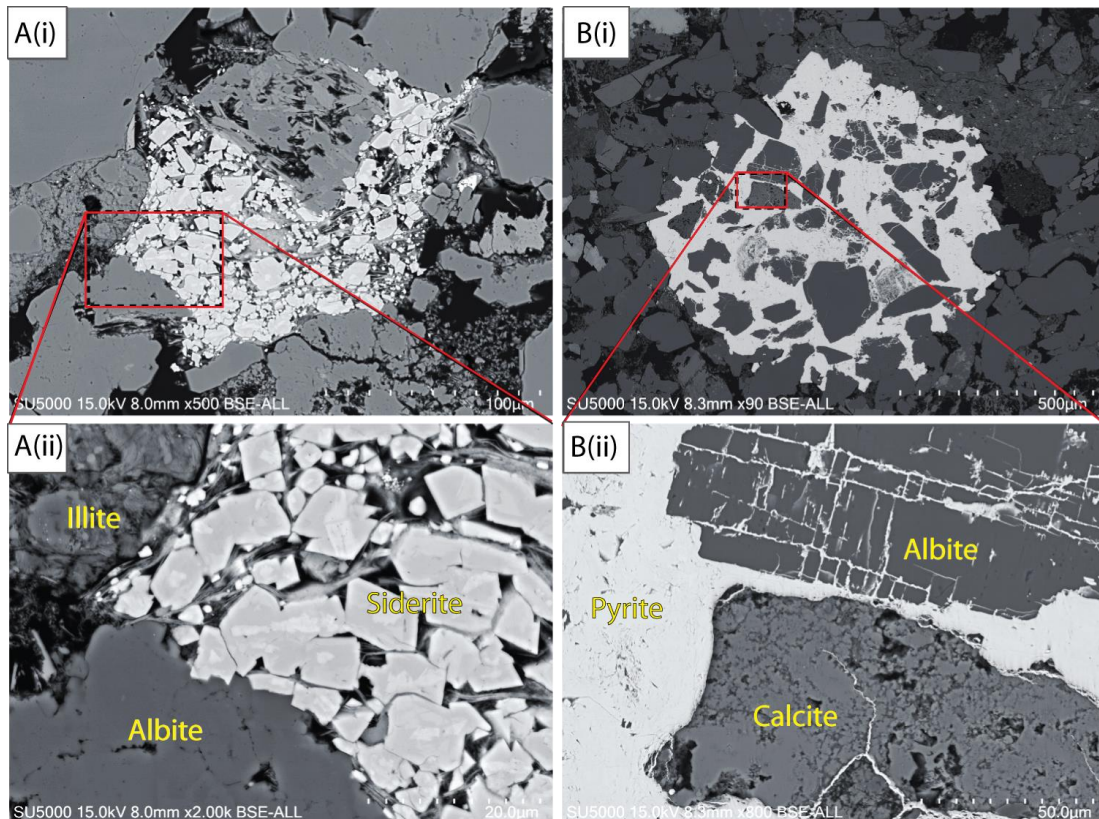 A(i)
SU5000 15.0kV 8.0mm x500 BSE-ALL 100µm
B(i)
SU5000 15.0kV 8.3mm x90 BSE-ALL 500µm
A(ii)
Illite
Siderite
Albite
SU5000 15.0kV 8.0mm x2.00k BSE-ALL 20.0µm
B(ii)
Albite
Pyrite
Calcite
SU5000 15.0kV 8.3mm x800 BSE-ALL 50.0µm